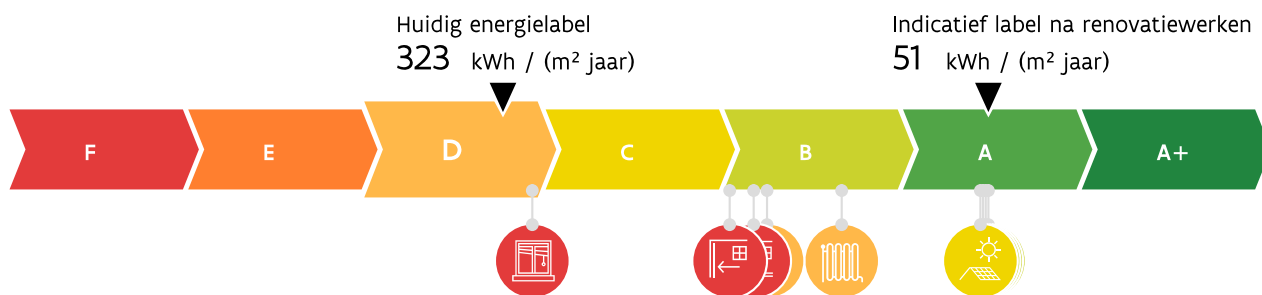 Huidig energielabel
323 kWh / (m² jaar)
Indicatief label na renovatiewerken
51 kWh / (m² jaar)
F
E
D
C
B
A
A+